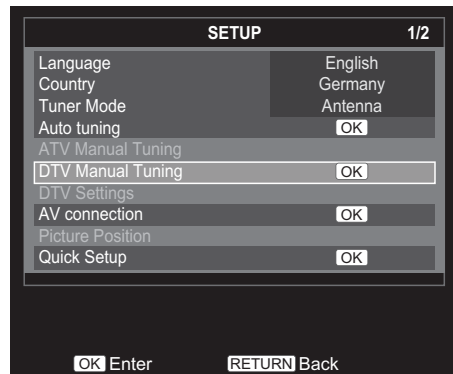 SETUP 1/2
Language English
Country Germany
Tuner Mode Antenna
Auto tuning OK
ATV Manual Tuning
DTV Manual Tuning OK
DTV Settings
AV connection OK
Picture Position
Quick Setup OK
OK Enter RETURN Back